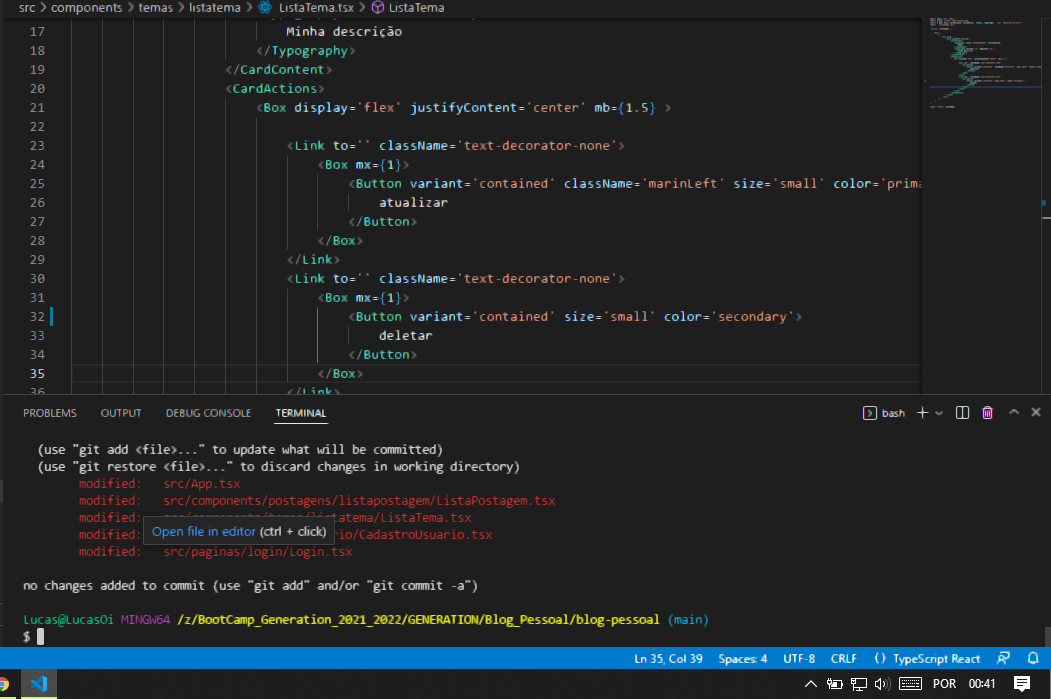 src > components > temas > listatema > ListaTema.tsx > ListaTema
17 Minha descrição
18 </Typography>
19 </CardContent>
20 <CardActions>
21 <Box display='flex' justifyContent='center' mb={1.5} >
22
23 <Link to='' className='text-decorator-none'>
24 <Box mx={1}>
25 <Button variant='contained' className='marinLeft' size='small' color='prima
26 atualizar
27 </Button>
28 </Box>
29 </Link>
30 <Link to='' className='text-decorator-none'>
31 <Box mx={1}>
32 <Button variant='contained' size='small' color='secondary'>
33 deletar
34 </Button>
35 </Box>
36 </Link>
PROBLEMS OUTPUT DEBUG CONSOLE TERMINAL bash
(use "git add <file>..." to update what will be committed)
(use "git restore <file>..." to discard changes in working directory)
modified: src/App.tsx
modified: src/components/postagens/listapostagem/ListaPostagem.tsx
modified: src/components/temas/listatema/ListaTema.tsx
modified: rio/CadastroUsuario.tsx
Open file in editor (ctrl + click)
modified: src/paginas/login/Login.tsx
no changes added to commit (use "git add" and/or "git commit -a")
Lucas@LucasOi MINGW64 /z/BootCamp_Generation_2021_2022/GENERATION/Blog_Pessoal/blog-pessoal (main)
$
Ln 35, Col 39 Spaces: 4 UTF-8 CRLF () TypeScript React
POR 00:41